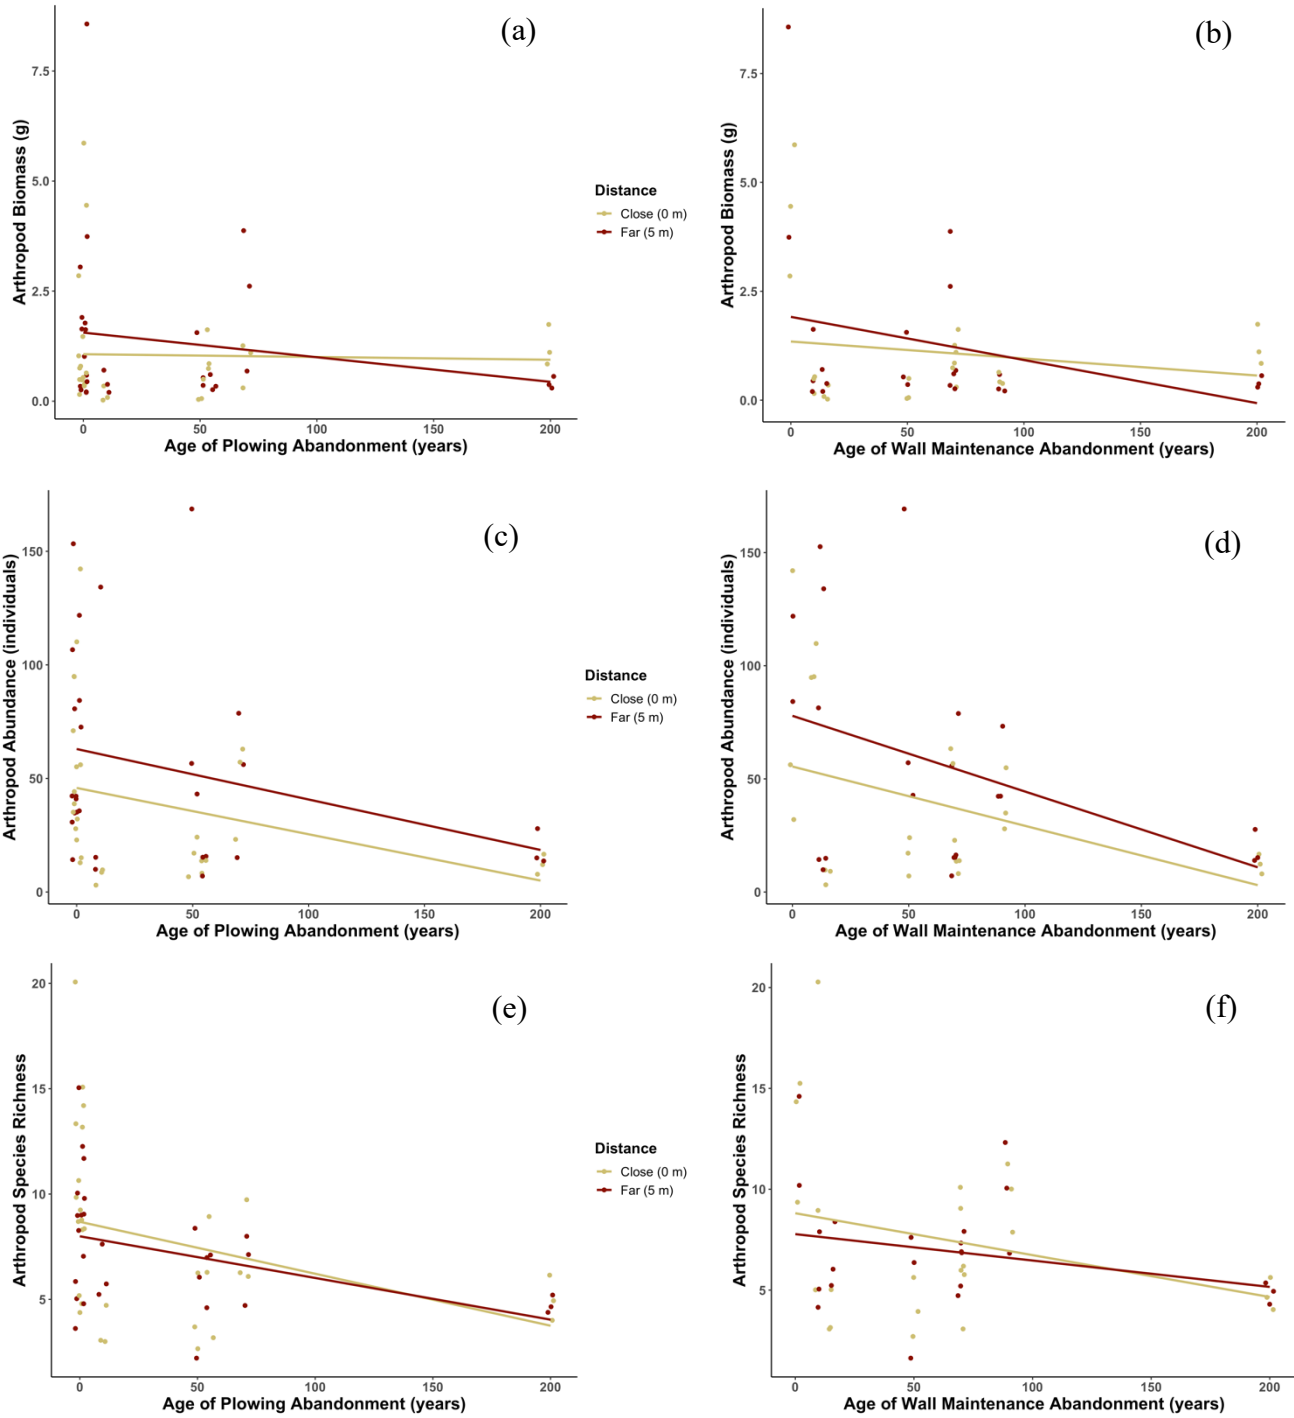 (a)
Arthropod Biomass (g)
7.5
5.0
2.5
0.0
0
50
100
150
200
Age of Plowing Abandonment (years)
Distance
Close (0 m)
Far (5 m)
(b)
Arthropod Biomass (g)
7.5
5.0
2.5
0.0
0
50
100
150
200
Age of Wall Maintenance Abandonment (years)
(c)
Arthropod Abundance (individuals)
150
100
50
0
0
50
100
150
200
Age of Plowing Abandonment (years)
Distance
Close (0 m)
Far (5 m)
(d)
Arthropod Abundance (individuals)
150
100
50
0
0
50
100
150
200
Age of Wall Maintenance Abandonment (years)
(e)
Arthropod Species Richness
20
15
10
5
0
50
100
150
200
Age of Plowing Abandonment (years)
Distance
Close (0 m)
Far (5 m)
(f)
Arthropod Species Richness
20
15
10
5
0
50
100
150
200
Age of Wall Maintenance Abandonment (years)